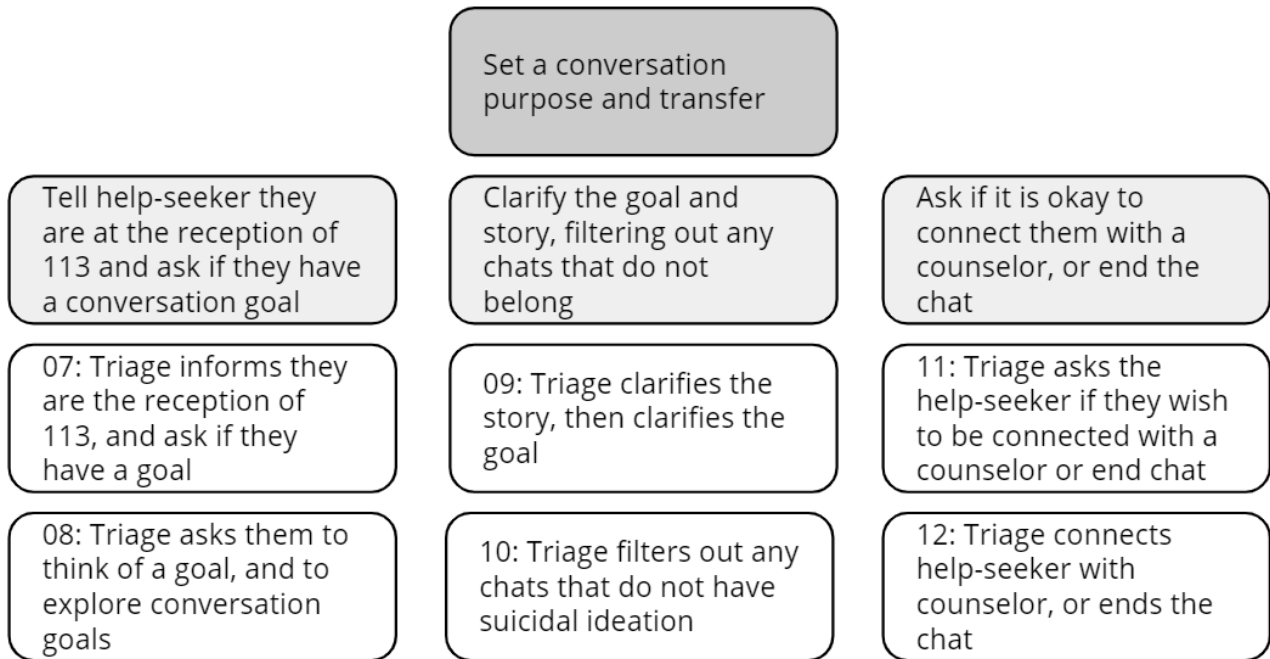 Set a conversation
purpose and transfer
Tell help-seeker they
are at the reception of
113 and ask if they have
a conversation goal
Clarify the goal and
story, filtering out any
chats that do not
belong
Ask if it is okay to
connect them with a
counselor, or end the
chat
07: Triage informs they
are the reception of
113, and ask if they
have a goal
09: Triage clarifies the
story, then clarifies the
goal
11: Triage asks the
help-seeker if they wish
to be connected with a
counselor or end chat
08: Triage asks them to
think of a goal, and to
explore conversation
goals
10: Triage filters out any
chats that do not have
suicidal ideation
12: Triage connects
help-seeker with
counselor, or ends the
chat